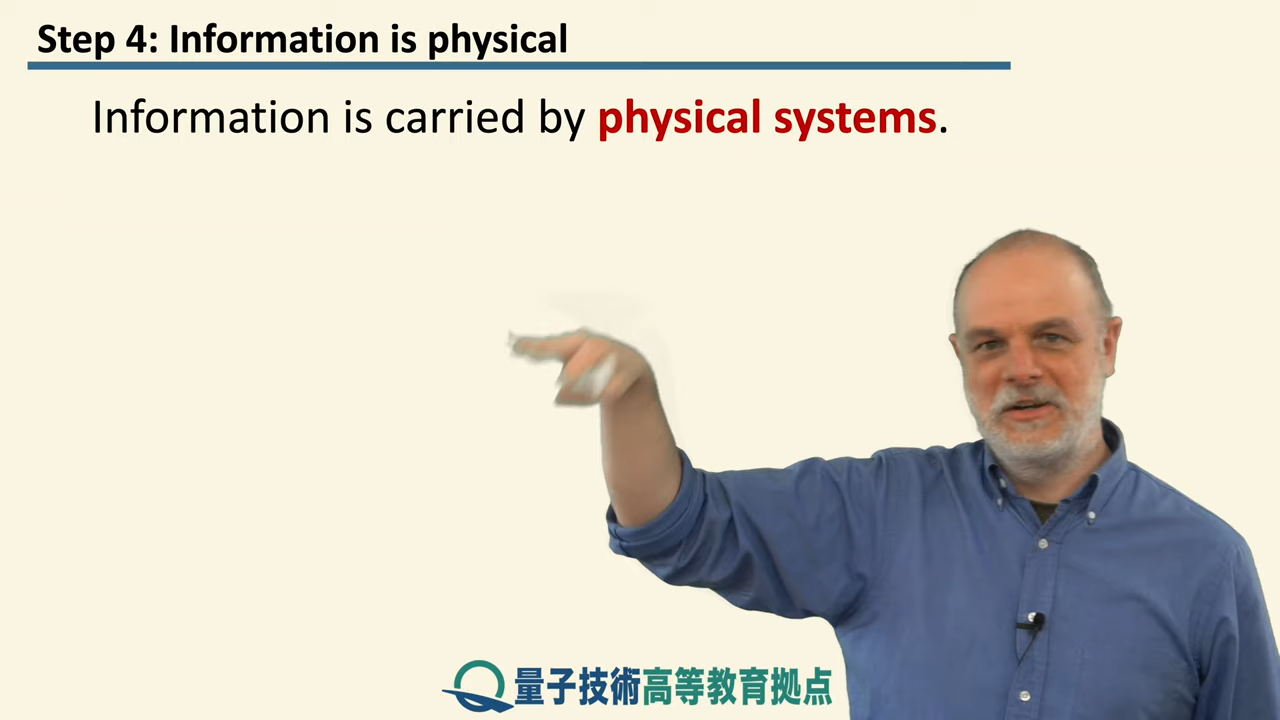 Step 4: Information is physical
Information is carried by physical systems.
量子技術高等教育拠点